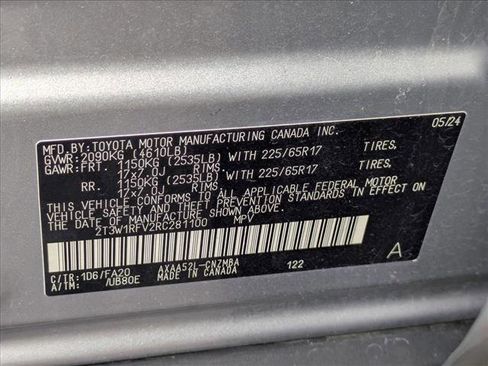 MFD.BY:TOYOTA MOTOR MANUFACTURING CANADA INC. 05/24
GVWR:2090KG (4610LB)
GAWR:FRT. 1150KG (2535LB) WITH 225/65R17 TIRES,
17x7.0J RIMS,
RR. 1150KG (2535LB) WITH 225/65R17 TIRES,
17x7.0J RIMS,
THIS VEHICLE CONFORMS TO ALL APPLICABLE FEDERAL MOTOR
VEHICLE SAFETY AND THEFT PREVENTION STANDARDS IN EFFECT ON
THE DATE OF MANUFACTURE SHOWN ABOVE.
2T3W1RFV2RC281100 MPV
C/TR:1D6/FA20 AXAA52L-CNZMBA 122 A
A/TM: /UB80E MADE IN CANADA